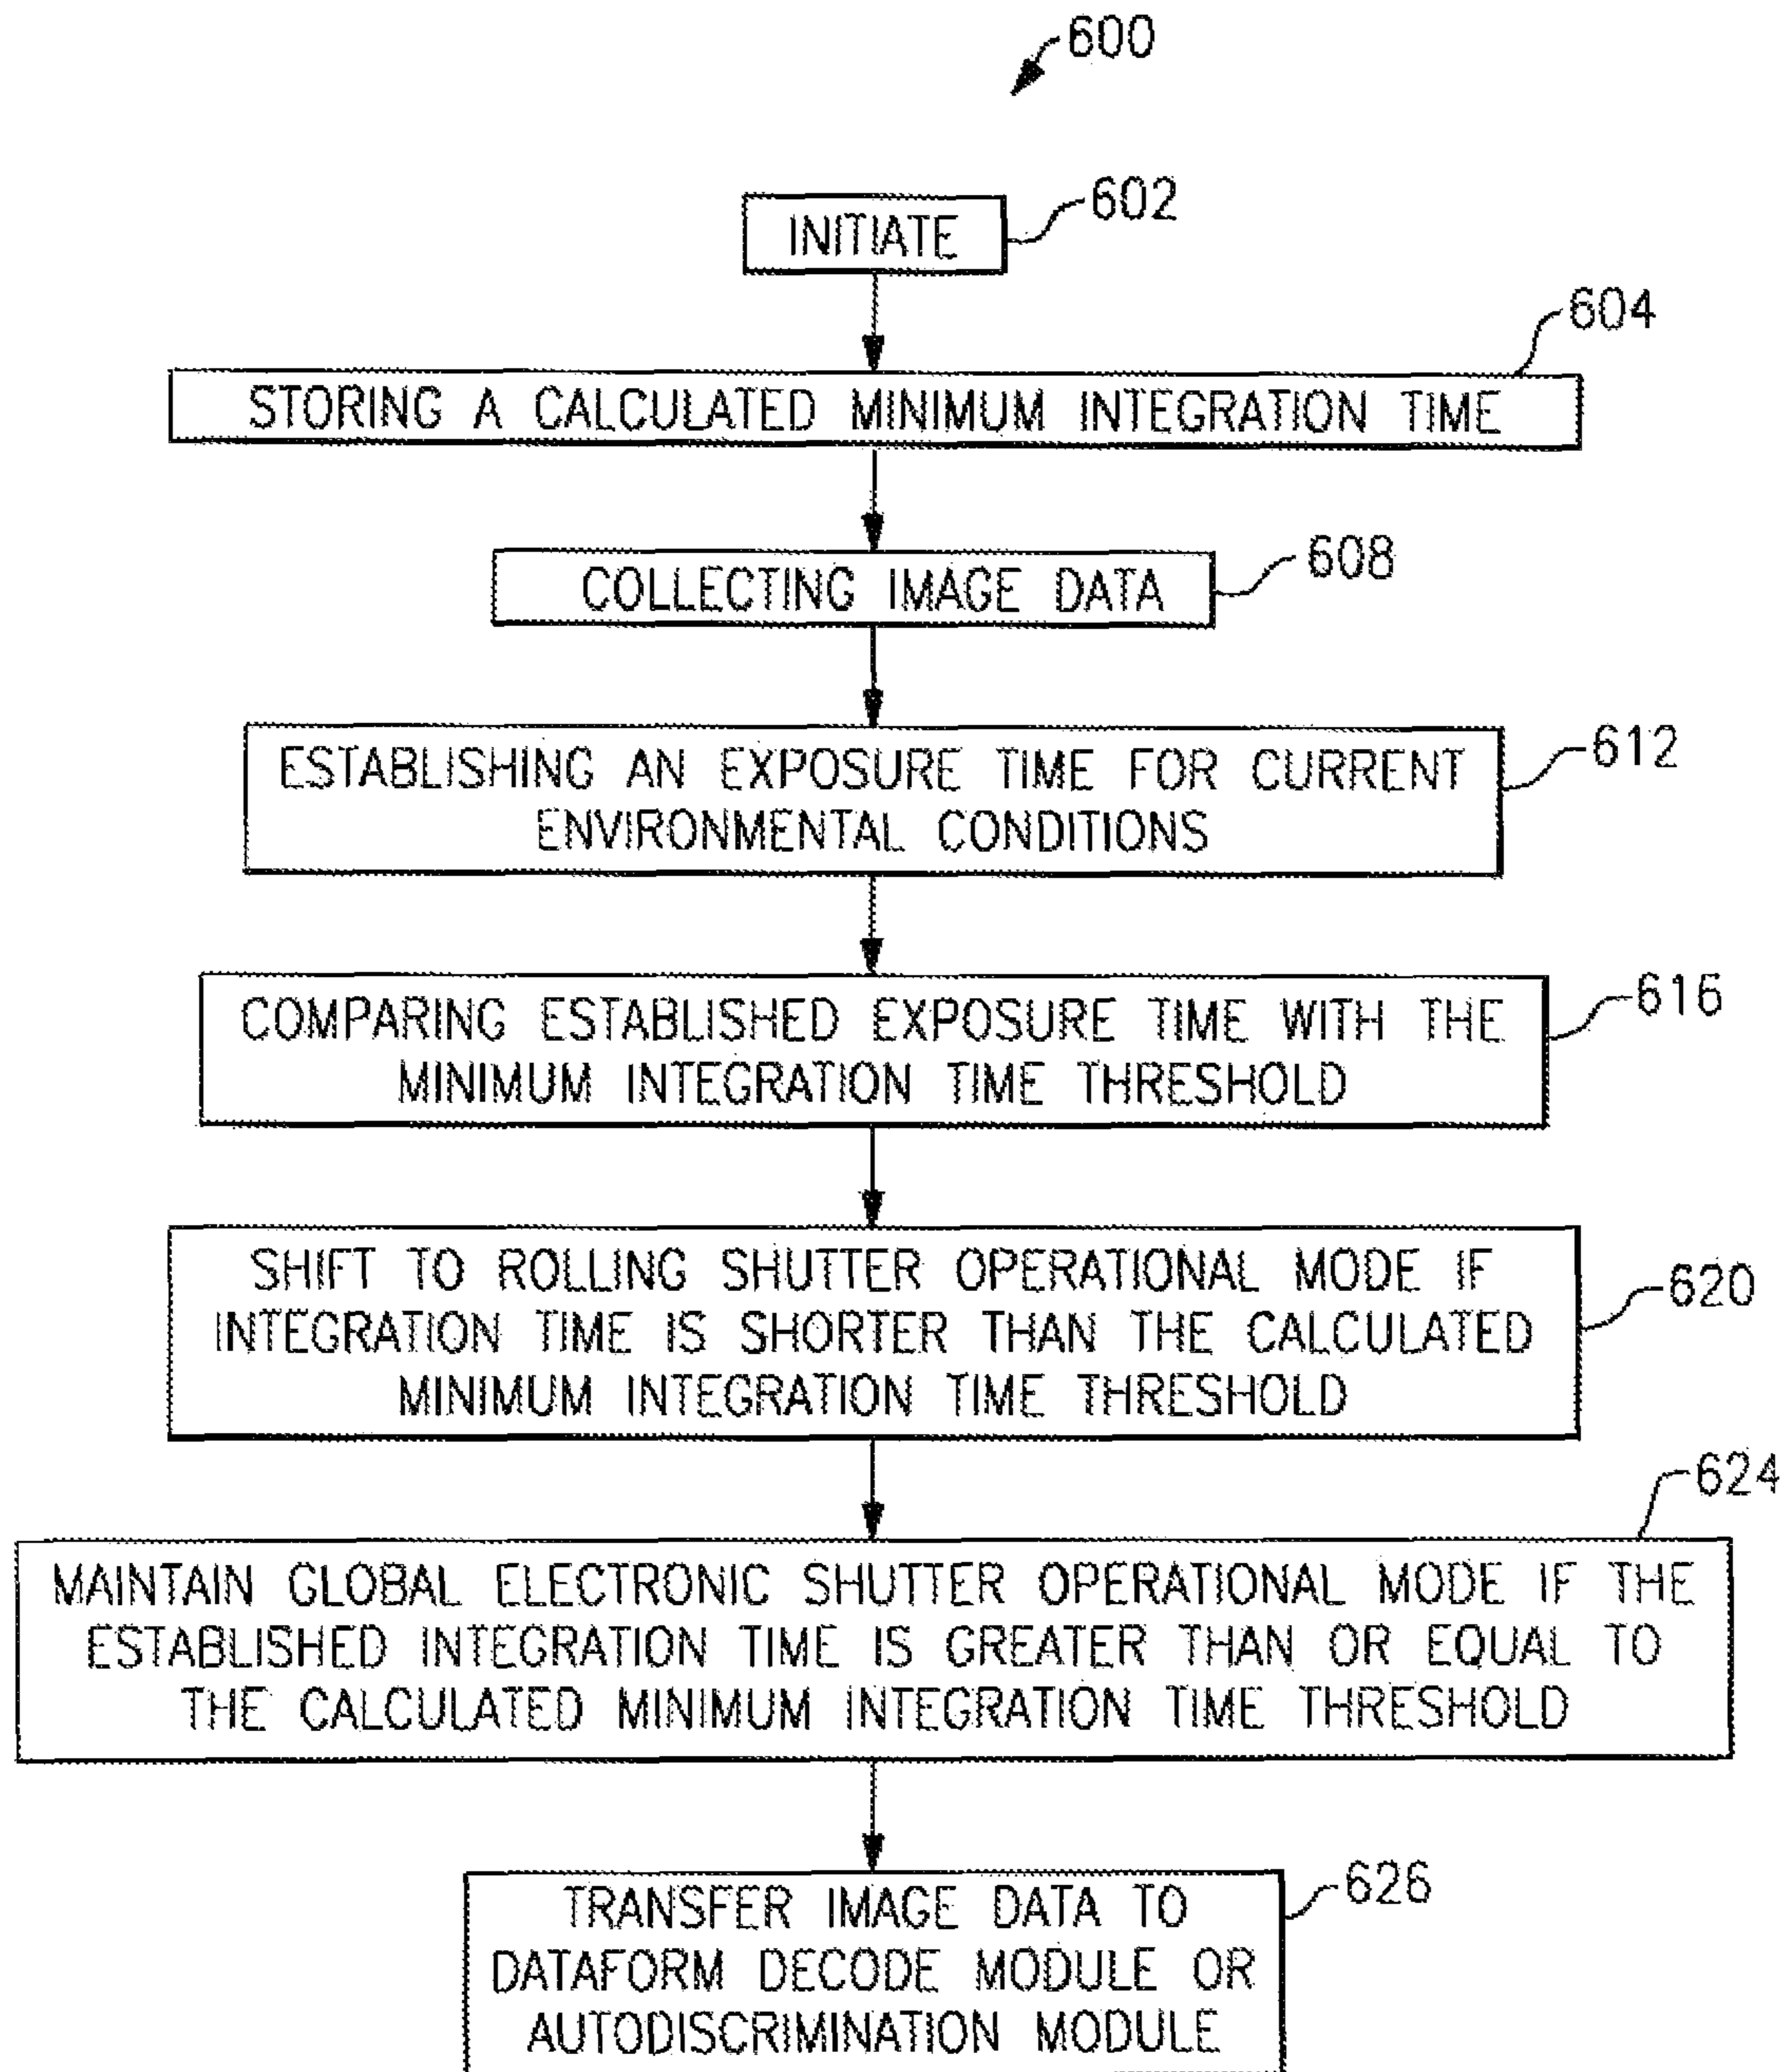 600
INITIATE
602
STORING A CALCULATED MINIMUM INTEGRATION TIME
604
COLLECTING IMAGE DATA
608
ESTABLISHING AN EXPOSURE TIME FOR CURRENT
ENVIRONMENTAL CONDITIONS
612
COMPARING ESTABLISHED EXPOSURE TIME WITH THE
MINIMUM INTEGRATION TIME THRESHOLD
616
SHIFT TO ROLLING SHUTTER OPERATIONAL MODE IF
INTEGRATION TIME IS SHORTER THAN THE CALCULATED
MINIMUM INTEGRATION TIME THRESHOLD
620
MAINTAIN GLOBAL ELECTRONIC SHUTTER OPERATIONAL MODE IF THE
ESTABLISHED INTEGRATION TIME IS GREATER THAN OR EQUAL TO
THE CALCULATED MINIMUM INTEGRATION TIME THRESHOLD
624
TRANSFER IMAGE DATA TO
DATAFORM DECODE MODULE OR
AUTODISCRIMINATION MODULE
626